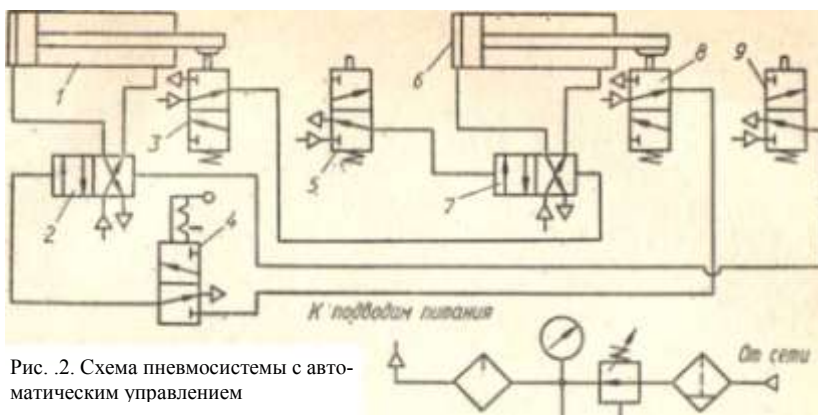 1
6
8
9
3
5
2
7
4
К подводам питания
От сети
Рис. .2. Схема пневмосистемы с авто-
матическим управлением